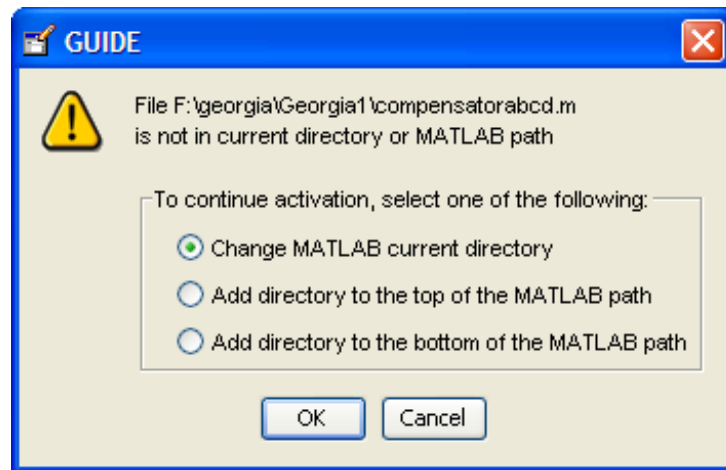 GUIDE
File F:\georgia\Georgia1\compensatorabcd.m
is not in current directory or MATLAB path
To continue activation, select one of the following:
Change MATLAB current directory
Add directory to the top of the MATLAB path
Add directory to the bottom of the MATLAB path
OK
Cancel